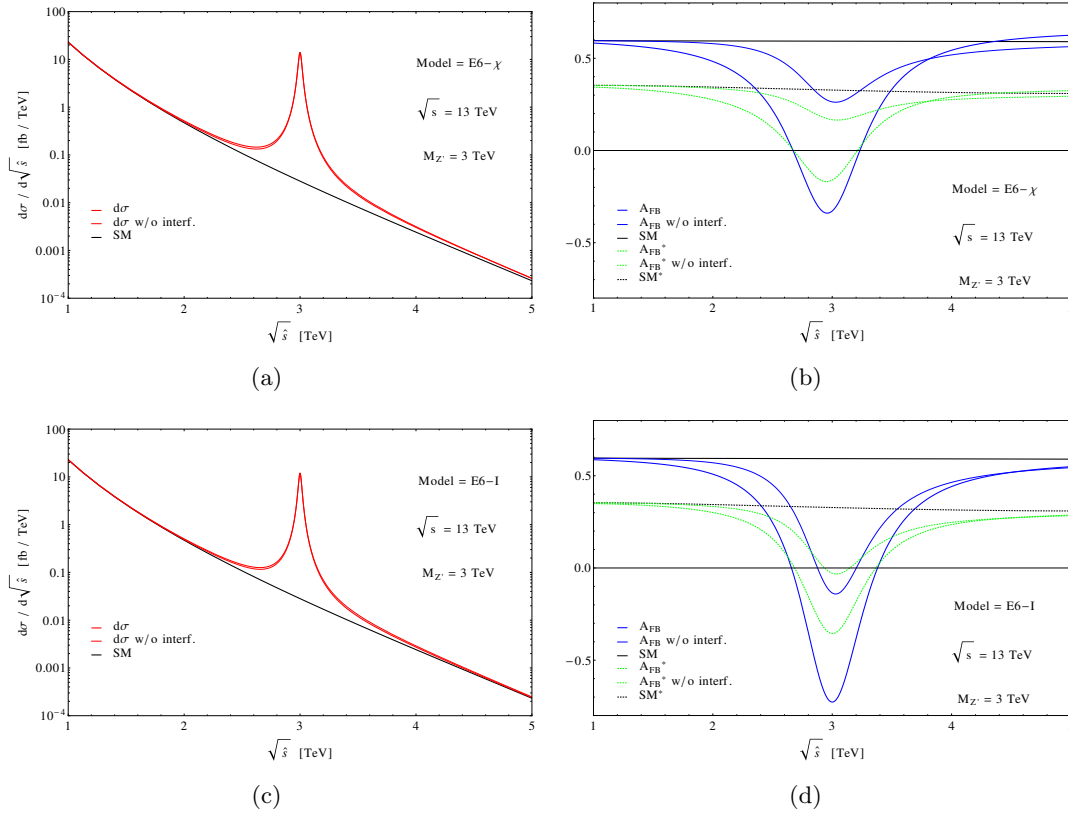 100
10
1
0.1
0.01
0.001
10⁻⁴
dσ / d√ŝ [fb / TeV]
Model = E6-χ
√s = 13 TeV
M_Z' = 3 TeV
dσ
dσ w/o interf.
SM
1 2 3 4 5
√ŝ [TeV]
(a)
0.5
0.0
-0.5
Model = E6-χ
√s = 13 TeV
M_Z' = 3 TeV
A_FB
A_FB w/o interf.
SM
A_FB*
A_FB* w/o interf.
SM*
1 2 3 4 5
√ŝ [TeV]
(b)
100
10
1
0.1
0.01
0.001
10⁻⁴
dσ / d√ŝ [fb / TeV]
Model = E6-I
√s = 13 TeV
M_Z' = 3 TeV
dσ
dσ w/o interf.
SM
1 2 3 4 5
√ŝ [TeV]
(c)
0.5
0.0
-0.5
Model = E6-I
√s = 13 TeV
M_Z' = 3 TeV
A_FB
A_FB w/o interf.
SM
A_FB*
A_FB* w/o interf.
SM*
1 2 3 4 5
√ŝ [TeV]
(d)